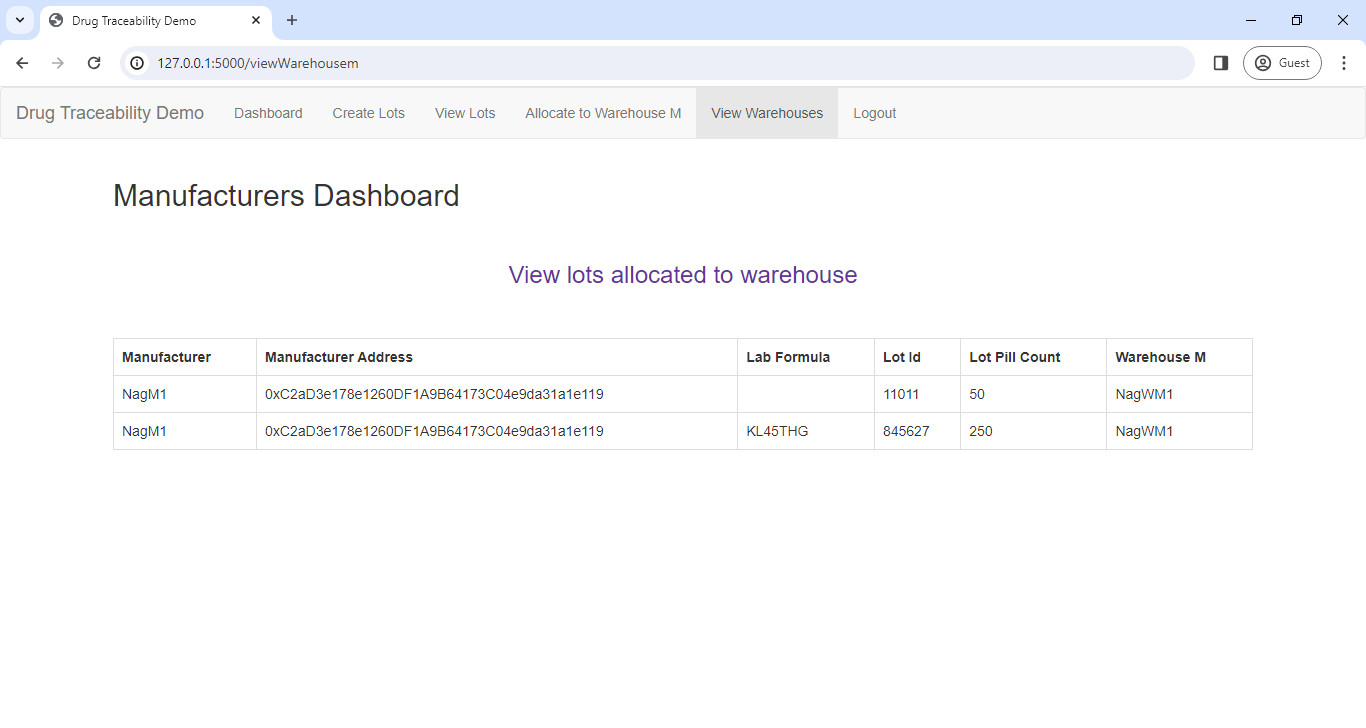 Drug Traceability Demo
127.0.0.1:5000/viewWarehousem
Guest
Drug Traceability Demo Dashboard Create Lots View Lots Allocate to Warehouse M View Warehouses Logout
Manufacturers Dashboard
View lots allocated to warehouse
Manufacturer Manufacturer Address Lab Formula Lot Id Lot Pill Count Warehouse M
NagM1 0xC2aD3e178e1260DF1A9B64173C04e9da31a1e119 11011 50 NagWM1
NagM1 0xC2aD3e178e1260DF1A9B64173C04e9da31a1e119 KL45THG 845627 250 NagWM1